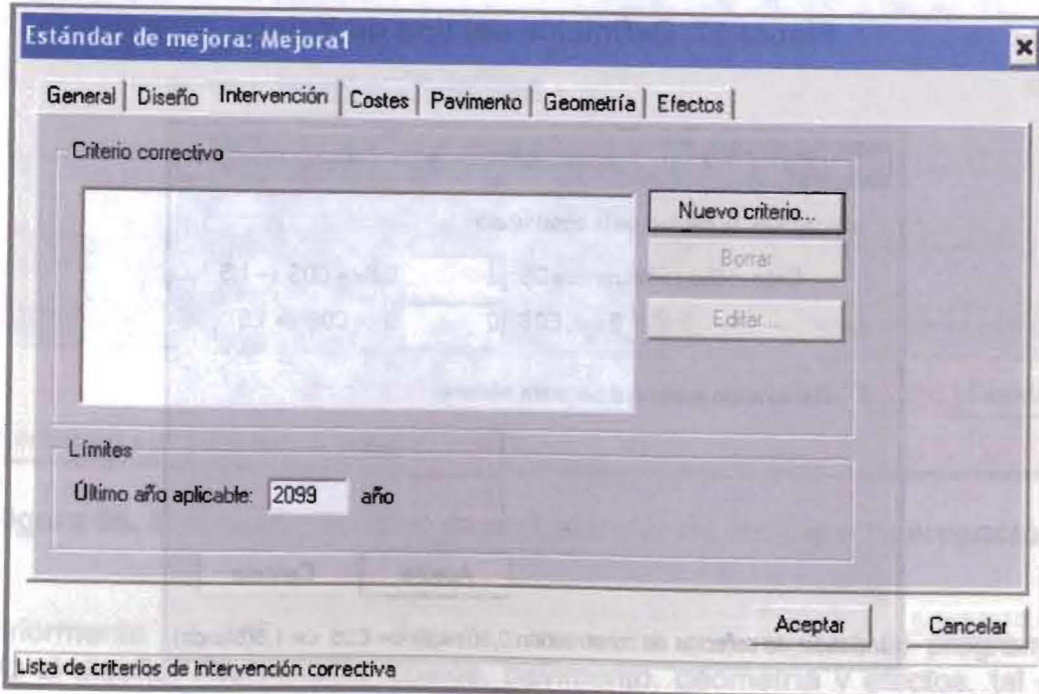 Estándar de mejora: Mejora1
General Diseño Intervención Costes Pavimento Geometría Efectos
Criterio correctivo
Nuevo criterio...
Borrar
Editar...
Límites
Último año aplicable: 2099 año
Aceptar Cancelar
Lista de criterios de intervención correctiva